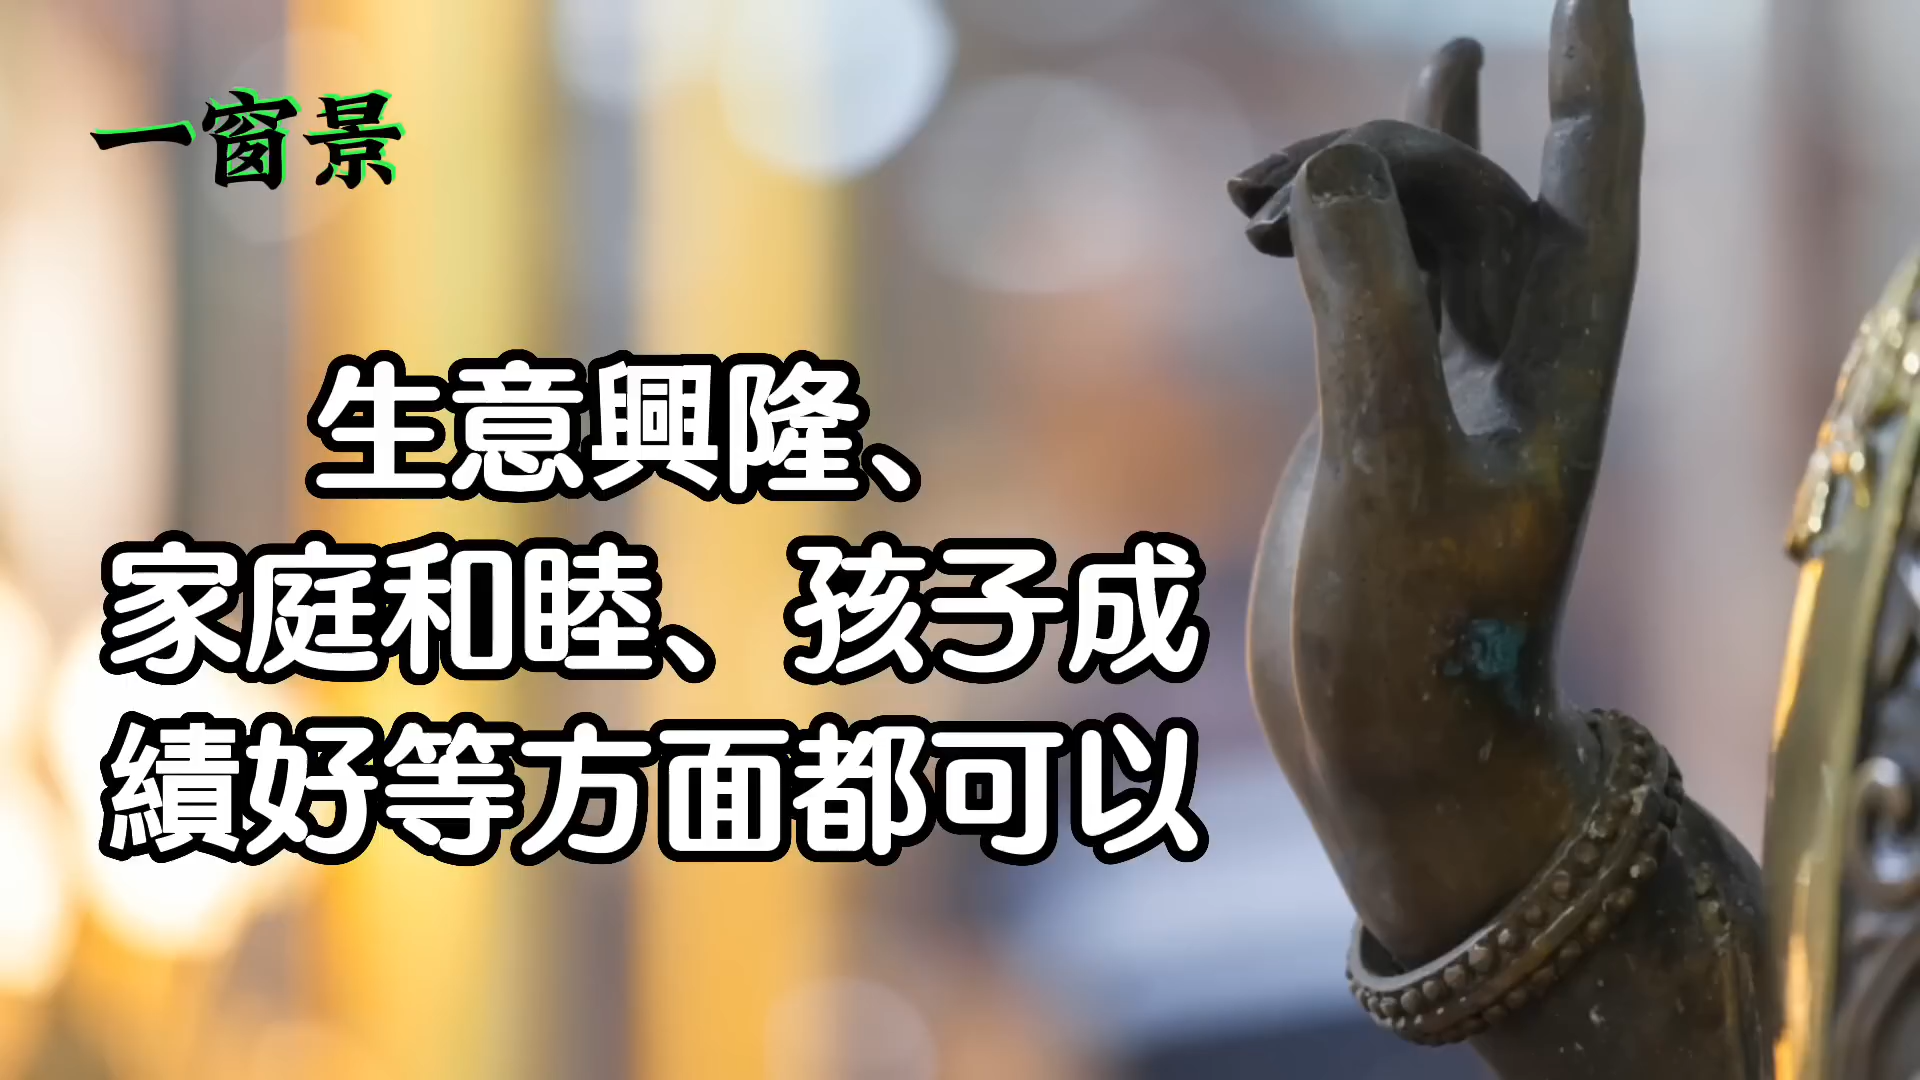 一窗景
生意興隆、
家庭和睦、孩子成
績好等方面都可以